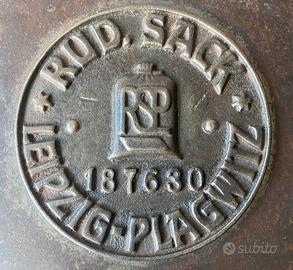 RUD. SACK
RSP
187630
LEIPZIG-PLAGWITZ
subito